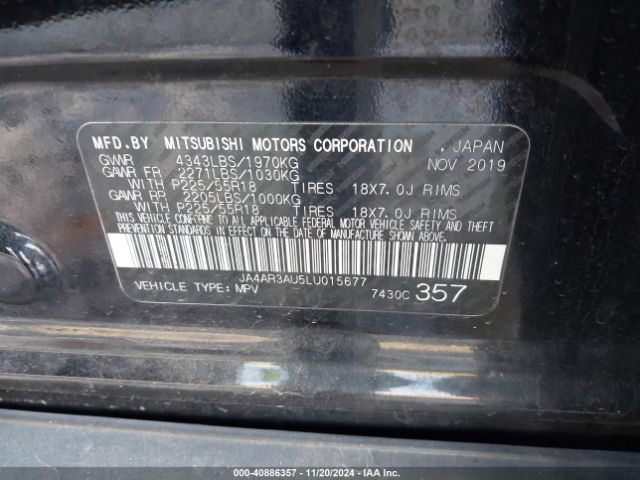 MFD.BY MITSUBISHI MOTORS CORPORATION , JAPAN
GVWR 4343LBS/1970KG NOV 2019
GAWR FR 2271LBS/1030KG
WITH P225/55R18 TIRES 18X7.0J RIMS
GAWR RR 2205LBS/1000KG
WITH P225/55R18 TIRES 18X7.0J RIMS
THIS VEHICLE CONFORMS TO ALL APPLICABLE FEDERAL MOTOR VEHICLE SAFETY AND
THEFT PREVENTION STANDARDS IN EFFECT ON THE DATE OF MANUFACTURE SHOWN ABOVE.
JA4AR3AU5LU015677
VEHICLE TYPE: MPV 7430C 357
000-40886357 - 11/20/2024 - IAAI.COM